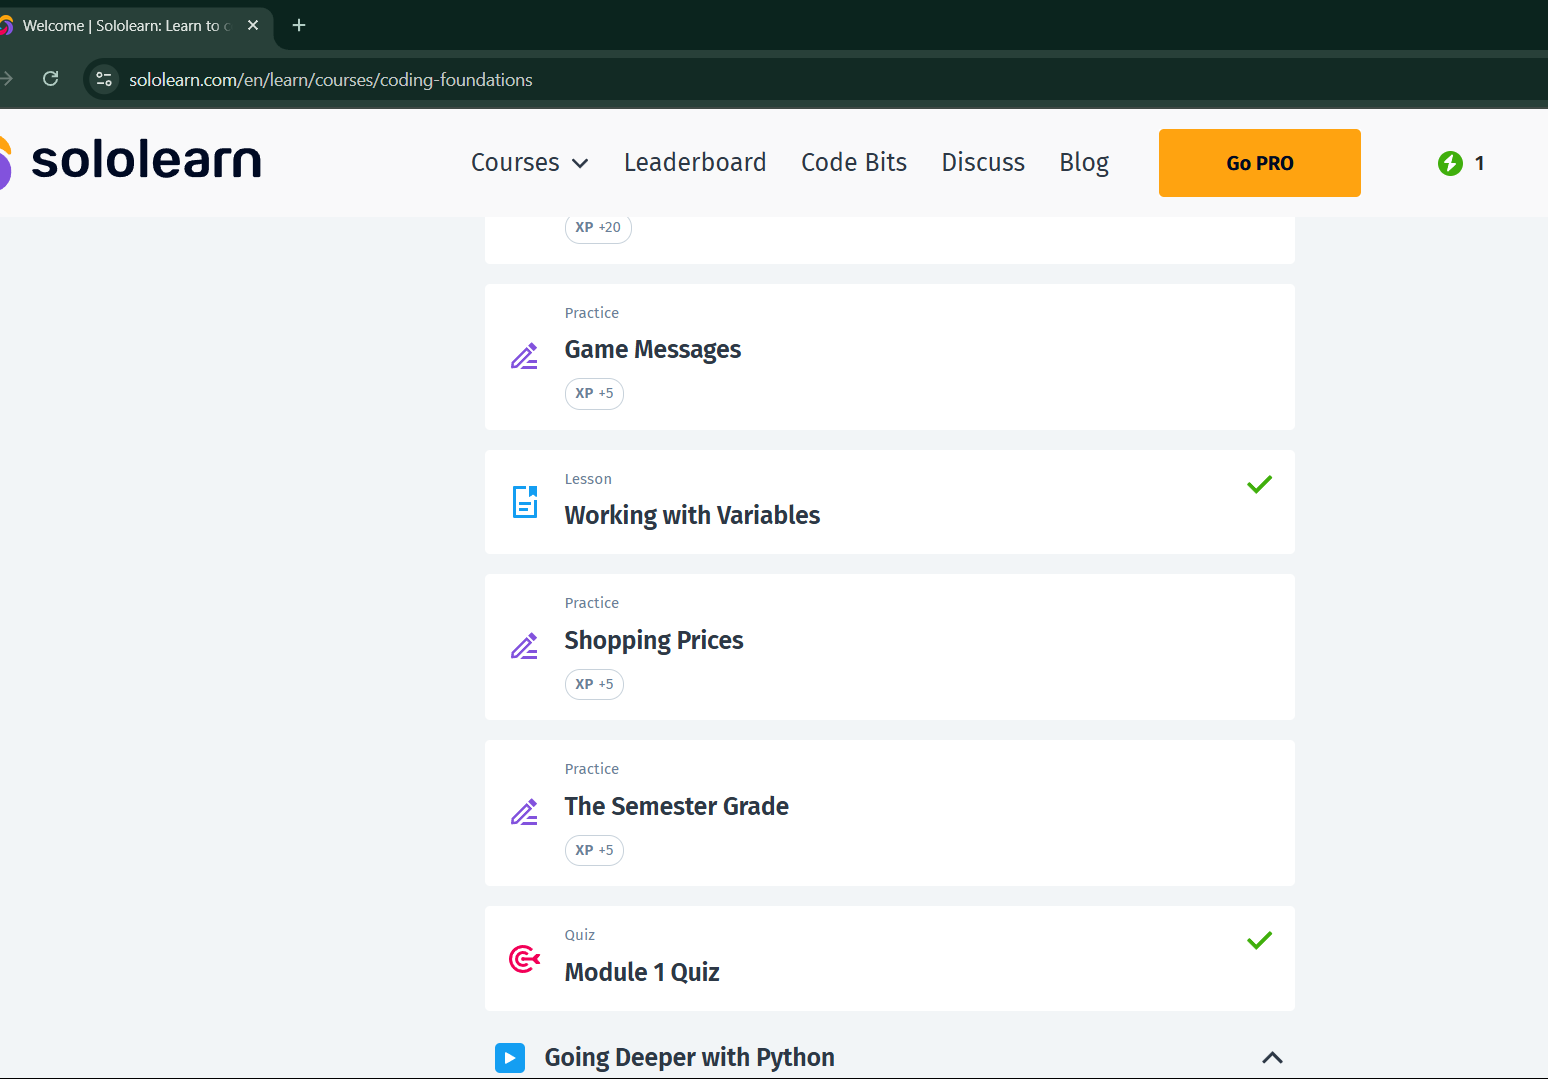 Welcome | Sololearn: Learn to c
sololearn.com/en/learn/courses/coding-foundations
sololearn
Courses
Leaderboard
Code Bits
Discuss
Blog
Go PRO
1
XP +20
Practice
Game Messages
XP +5
Lesson
Working with Variables
Practice
Shopping Prices
XP +5
Practice
The Semester Grade
XP +5
Quiz
Module 1 Quiz
Going Deeper with Python